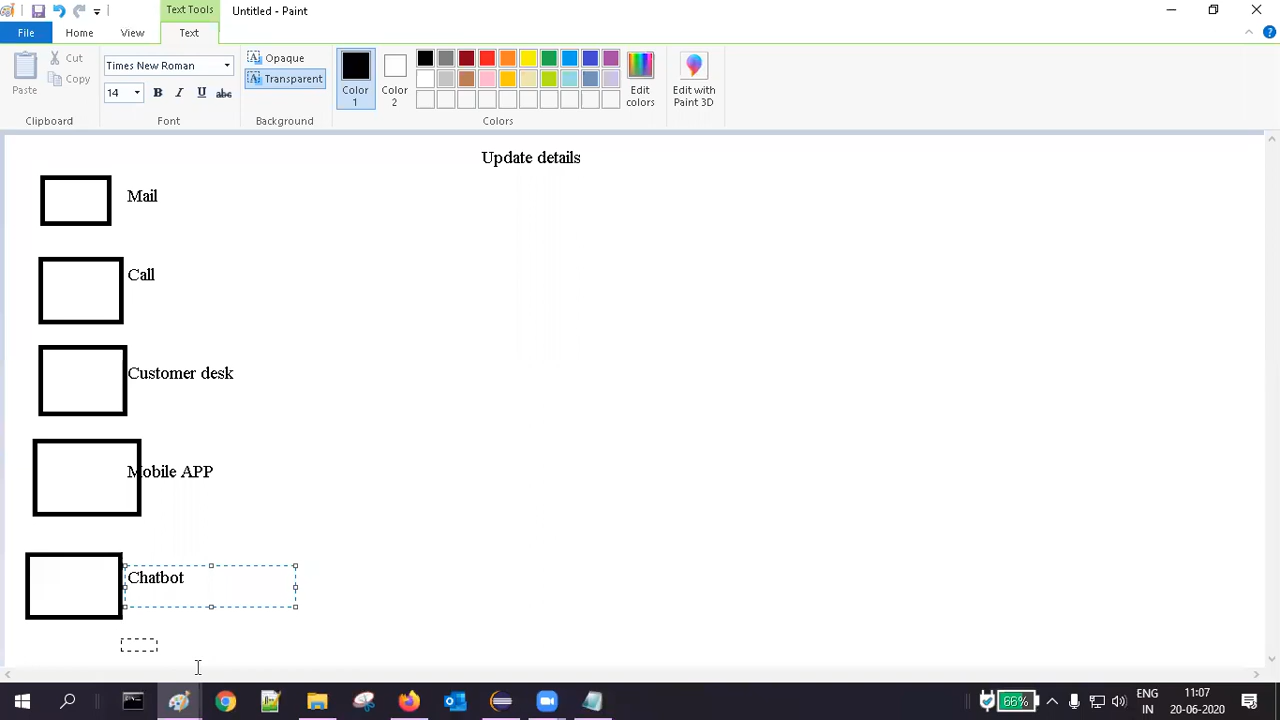 Text Tools
Untitled - Paint
File
Home
View
Text
Paste
Cut
Copy
Clipboard
Times New Roman
14
B I U abc
Font
Opaque
Transparent
Background
Color 1
Color 2
Colors
Edit colors
Edit with Paint 3D
Update details
Mail
Call
Customer desk
Mobile APP
Chatbot
66%
ENG
IN
11:07
20-06-2020